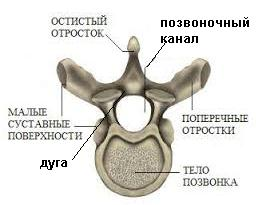 ОСТИСТЫЙ
ОТРОСТОК
позвоночный
канал
МАЛЫЕ
СУСТАВНЫЕ
ПОВЕРХНОСТИ
ПОПЕРЕЧНЫЕ
ОТРОСТКИ
дуга
ТЕЛО
ПОЗВОНКА